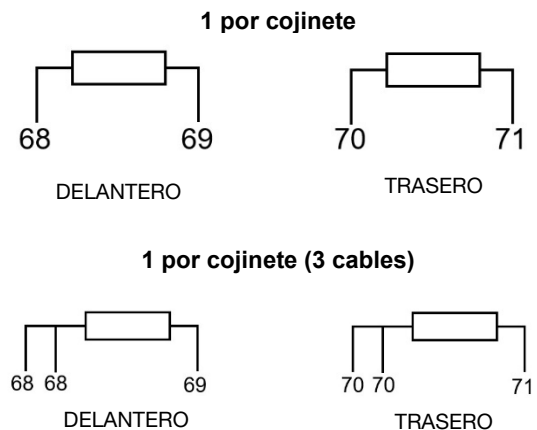 1 por cojinete
68 69 70 71
DELANTERO TRASERO
1 por cojinete (3 cables)
68 68 69 70 70 71
DELANTERO TRASERO